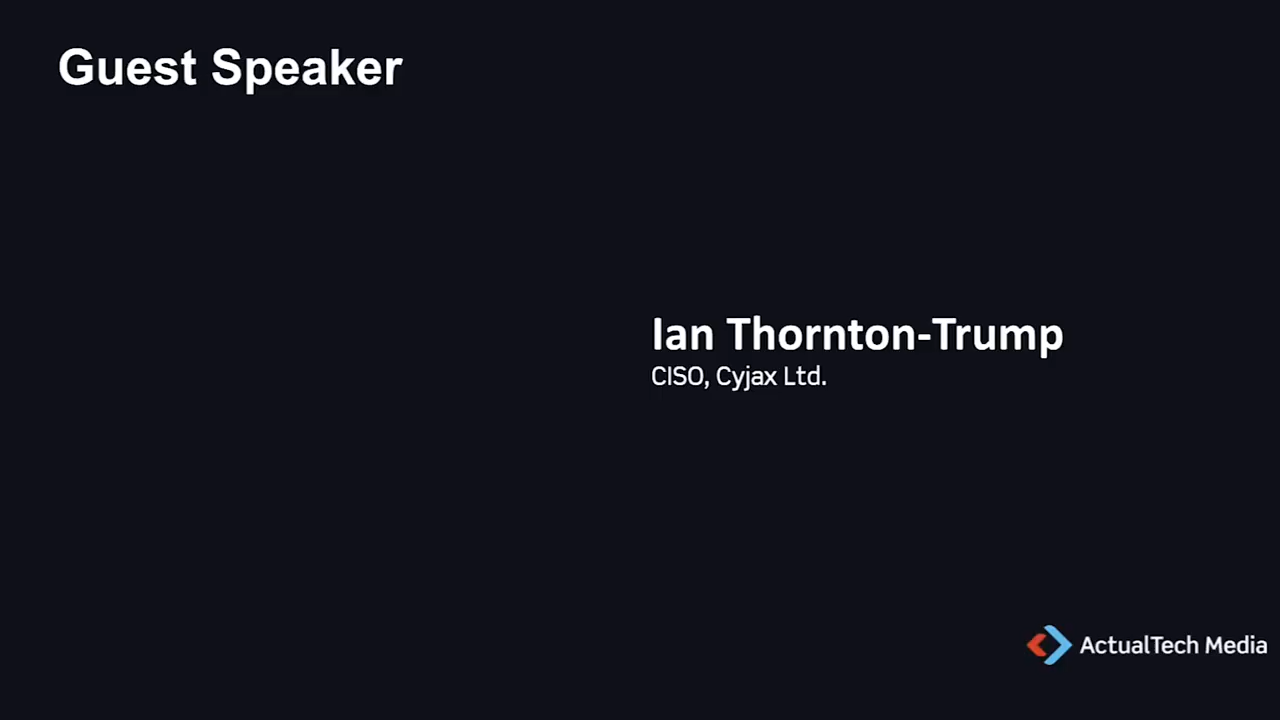 Guest Speaker
Ian Thornton-Trump
CISO, Cyjax Ltd.
ActualTech Media